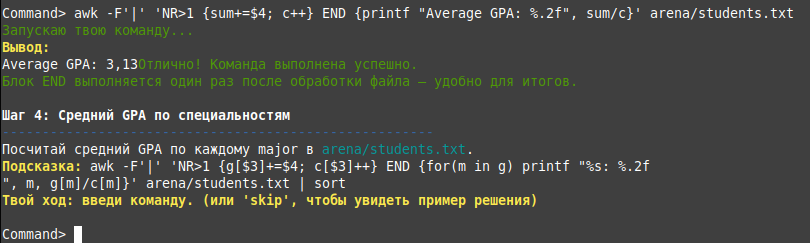 Command> awk -F'|' 'NR>1 {sum+=$4; c++} END {printf "Average GPA: %.2f", sum/c}' arena/students.txt
Запускаю твою команду...
Вывод:
Average GPA: 3,13Отлично! Команда выполнена успешно.
Блок END выполняется один раз после обработки файла — удобно для итогов.
Шаг 4: Средний GPA по специальностям
----------------------------------------------------
Посчитай средний GPA по каждому major в arena/students.txt.
Подсказка: awk -F'|' 'NR>1 {g[$3]+=$4; c[$3]++} END {for(m in g) printf "%s: %.2f
", m, g[m]/c[m]}' arena/students.txt | sort
Твой ход: введи команду. (или 'skip', чтобы увидеть пример решения)
Command>